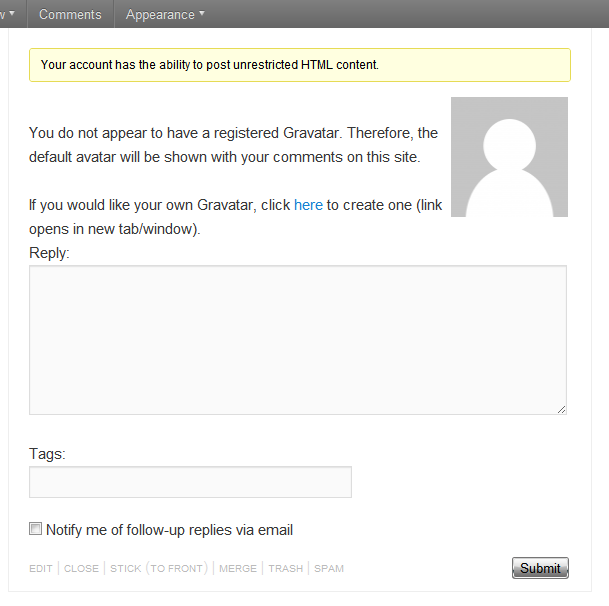 Comments Appearance
Your account has the ability to post unrestricted HTML content.
You do not appear to have a registered Gravatar. Therefore, the
default avatar will be shown with your comments on this site.
If you would like your own Gravatar, click here to create one (link
opens in new tab/window).
Reply:
Tags:
Notify me of follow-up replies via email
EDIT | CLOSE | STICK (TO FRONT) | MERGE | TRASH | SPAM
Submit